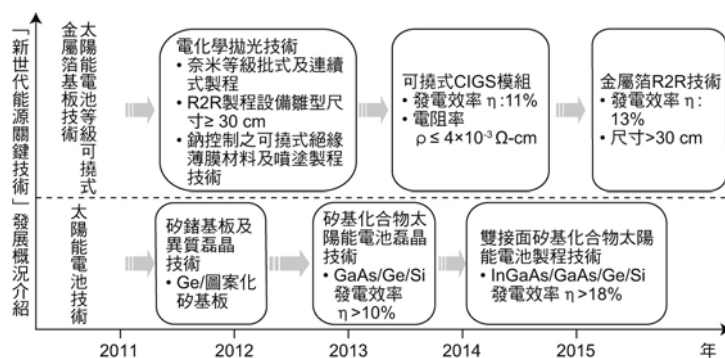 「新世代能源關鍵技術」發展概況介紹
太陽能電池等級可撓式
金屬箔基板技術
電化學拋光技術
• 奈米等級批式及連續
式製程
• R2R製程設備雛型尺
寸≥ 30 cm
• 鈉控制之可撓式絕緣
薄膜材料及噴塗製程
技術
可撓式CIGS模組
• 發電效率 η :11%
• 電阻率
ρ ≤ 4×10⁻³ Ω-cm
金屬箔R2R技術
• 發電效率 η :
13%
• 尺寸>30 cm
太陽能電池技術
矽鍺基板及
異質磊晶
技術
• Ge/圖案化
矽基板
矽基化合物太
陽能電池磊晶
技術
• GaAs/Ge/Si
發電效率
η >10%
雙接面矽基化合物太陽
能電池製程技術
• InGaAs/GaAs/Ge/Si
發電效率 η >18%
2011 2012 2013 2014 2015 年